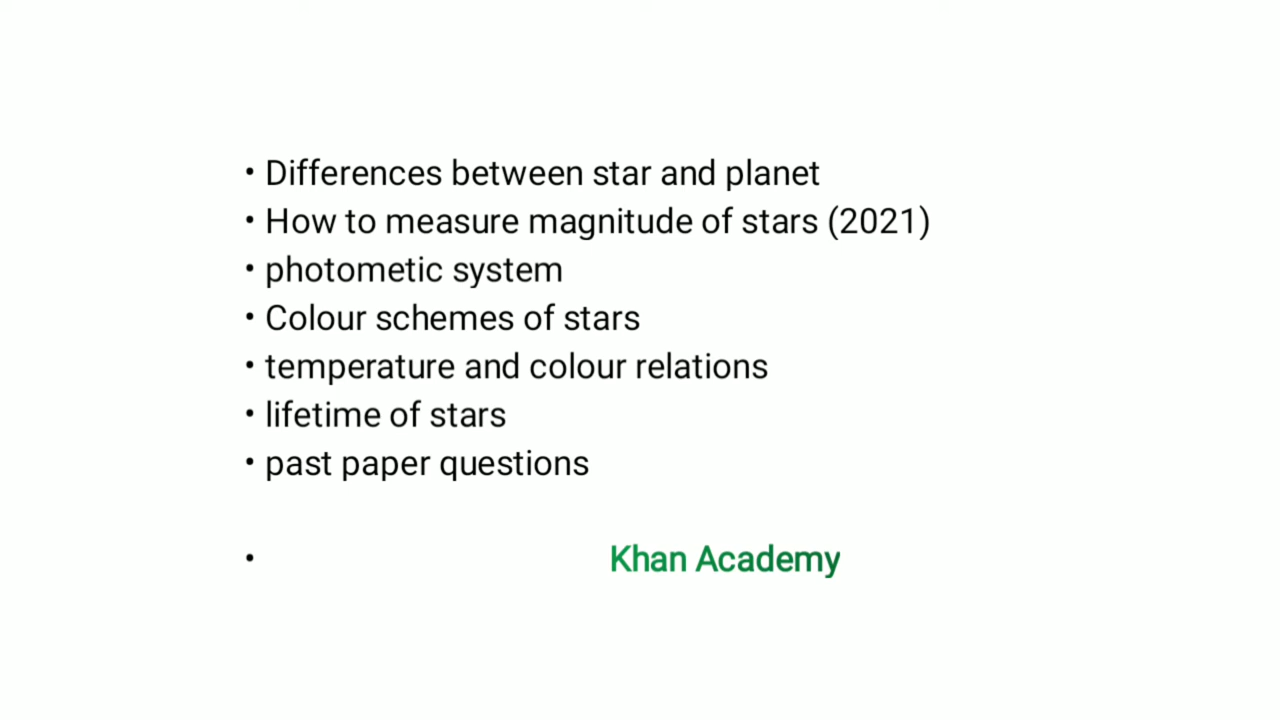 • Differences between star and planet
• How to measure magnitude of stars (2021)
• photometic system
• Colour schemes of stars
• temperature and colour relations
• lifetime of stars
• past paper questions
• Khan Academy